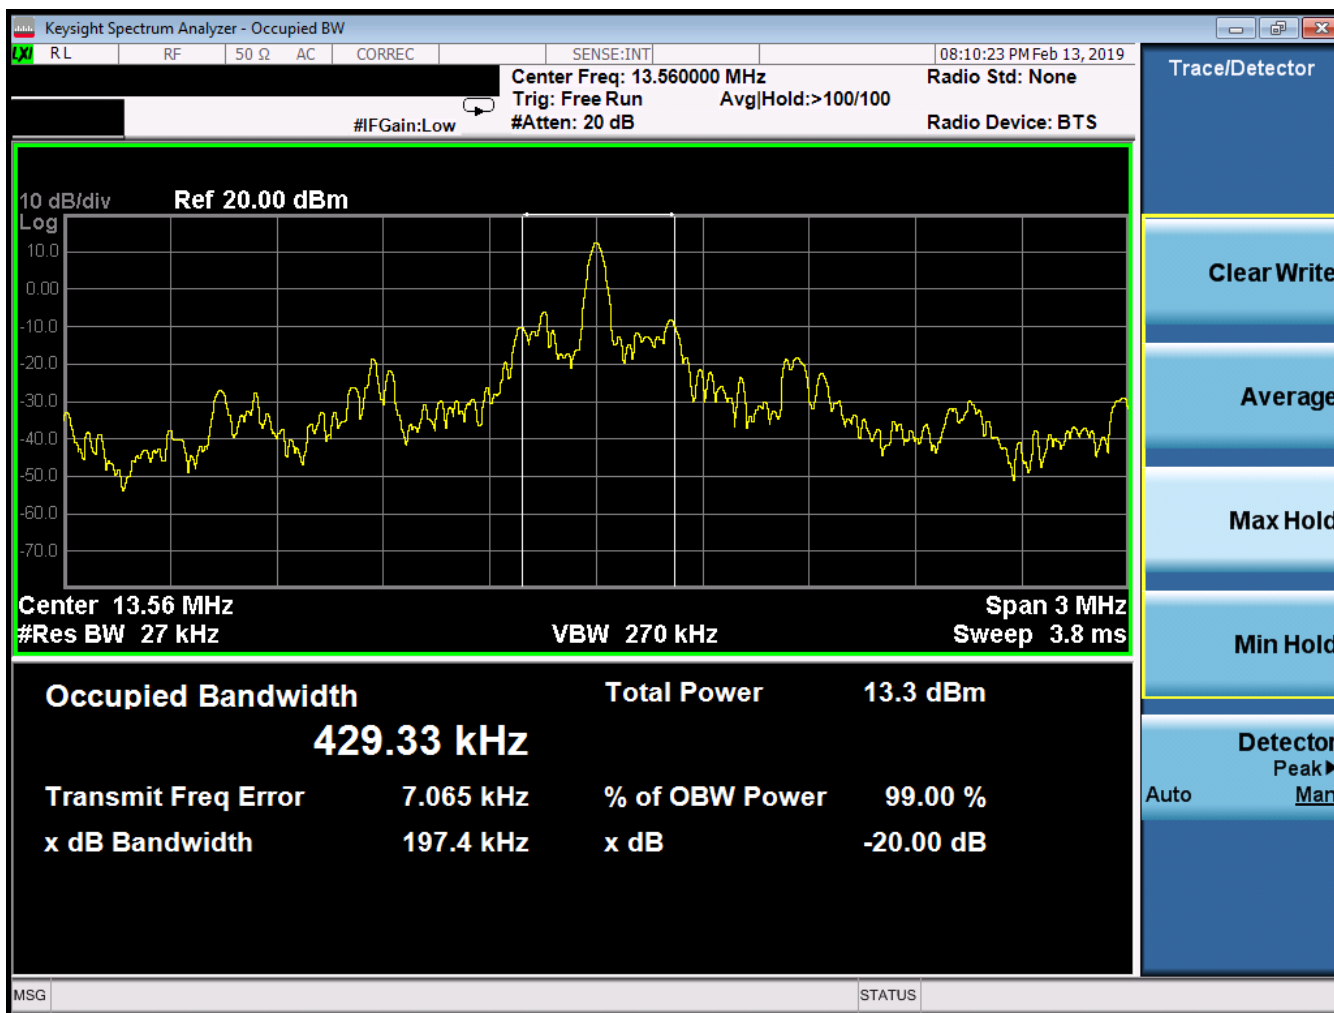 Keysight Spectrum Analyzer - Occupied BW
LXI RL RF 50 Ω AC CORREC SENSE:INT 08:10:23 PM Feb 13, 2019
Center Freq: 13.560000 MHz Radio Std: None
Trig: Free Run Avg|Hold:>100/100
#IFGain:Low #Atten: 20 dB Radio Device: BTS
10 dB/div Ref 20.00 dBm
Log
10.0
0.00
-10.0
-20.0
-30.0
-40.0
-50.0
-60.0
-70.0
Center 13.56 MHz Span 3 MHz
#Res BW 27 kHz VBW 270 kHz Sweep 3.8 ms
Occupied Bandwidth Total Power 13.3 dBm
429.33 kHz
Transmit Freq Error 7.065 kHz % of OBW Power 99.00 %
x dB Bandwidth 197.4 kHz x dB -20.00 dB
MSG STATUS
Trace/Detector
Clear Write
Average
Max Hold
Min Hold
Detector
Peak▶
Auto Man